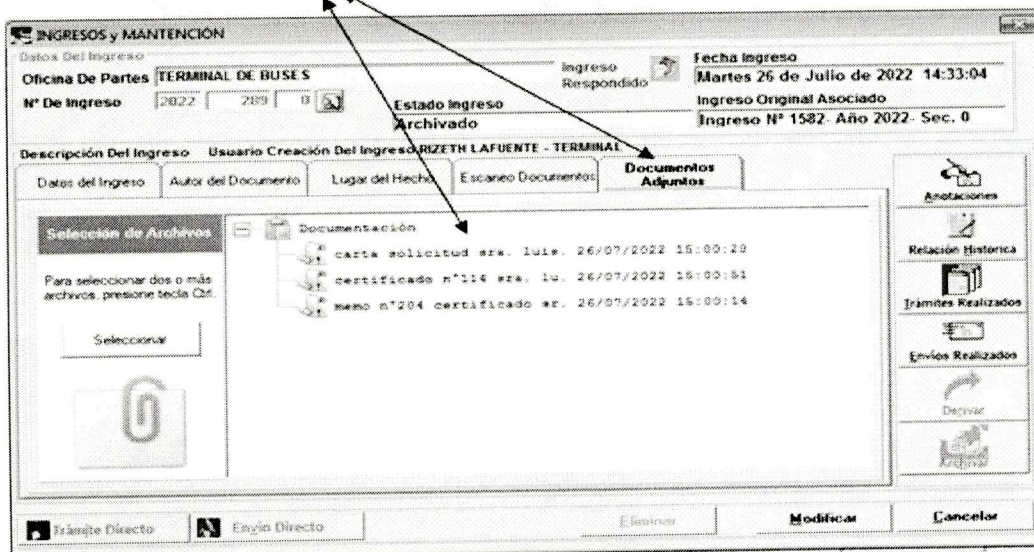 INGRESOS y MANTENCIÓN
Datos Del Ingreso
Oficina De Partes TERMINAL DE BUSES
Ingreso Respondido
Fecha Ingreso
Martes 26 de Julio de 2022 14:33:04
N° De Ingreso 2022 289 0
Estado Ingreso
Archivado
Ingreso Original Asociado
Ingreso N° 1582- Año 2022- Sec. 0
Descripción Del Ingreso Usuario Creación Del Ingreso RIZETH LAFUENTE - TERMINAL
Datos del Ingreso
Autor del Documento
Lugar del Hecho
Escaneo Documentos
Documentos Adjuntos
Selección de Archivos
Para seleccionar dos o más
archivos, presione tecla Ctrl.
Seleccionar
Documentación
carta solicitud sra. luis. 26/07/2022 15:00:29
certificado n°114 sra. lu. 26/07/2022 15:00:51
memo n°204 certificado sr. 26/07/2022 15:00:14
Anotaciones
Relación Historica
Trámites Realizados
Envíos Realizados
Derivar
Archivar
Trámite Directo
Envío Directo
Eliminar
Modificar
Cancelar